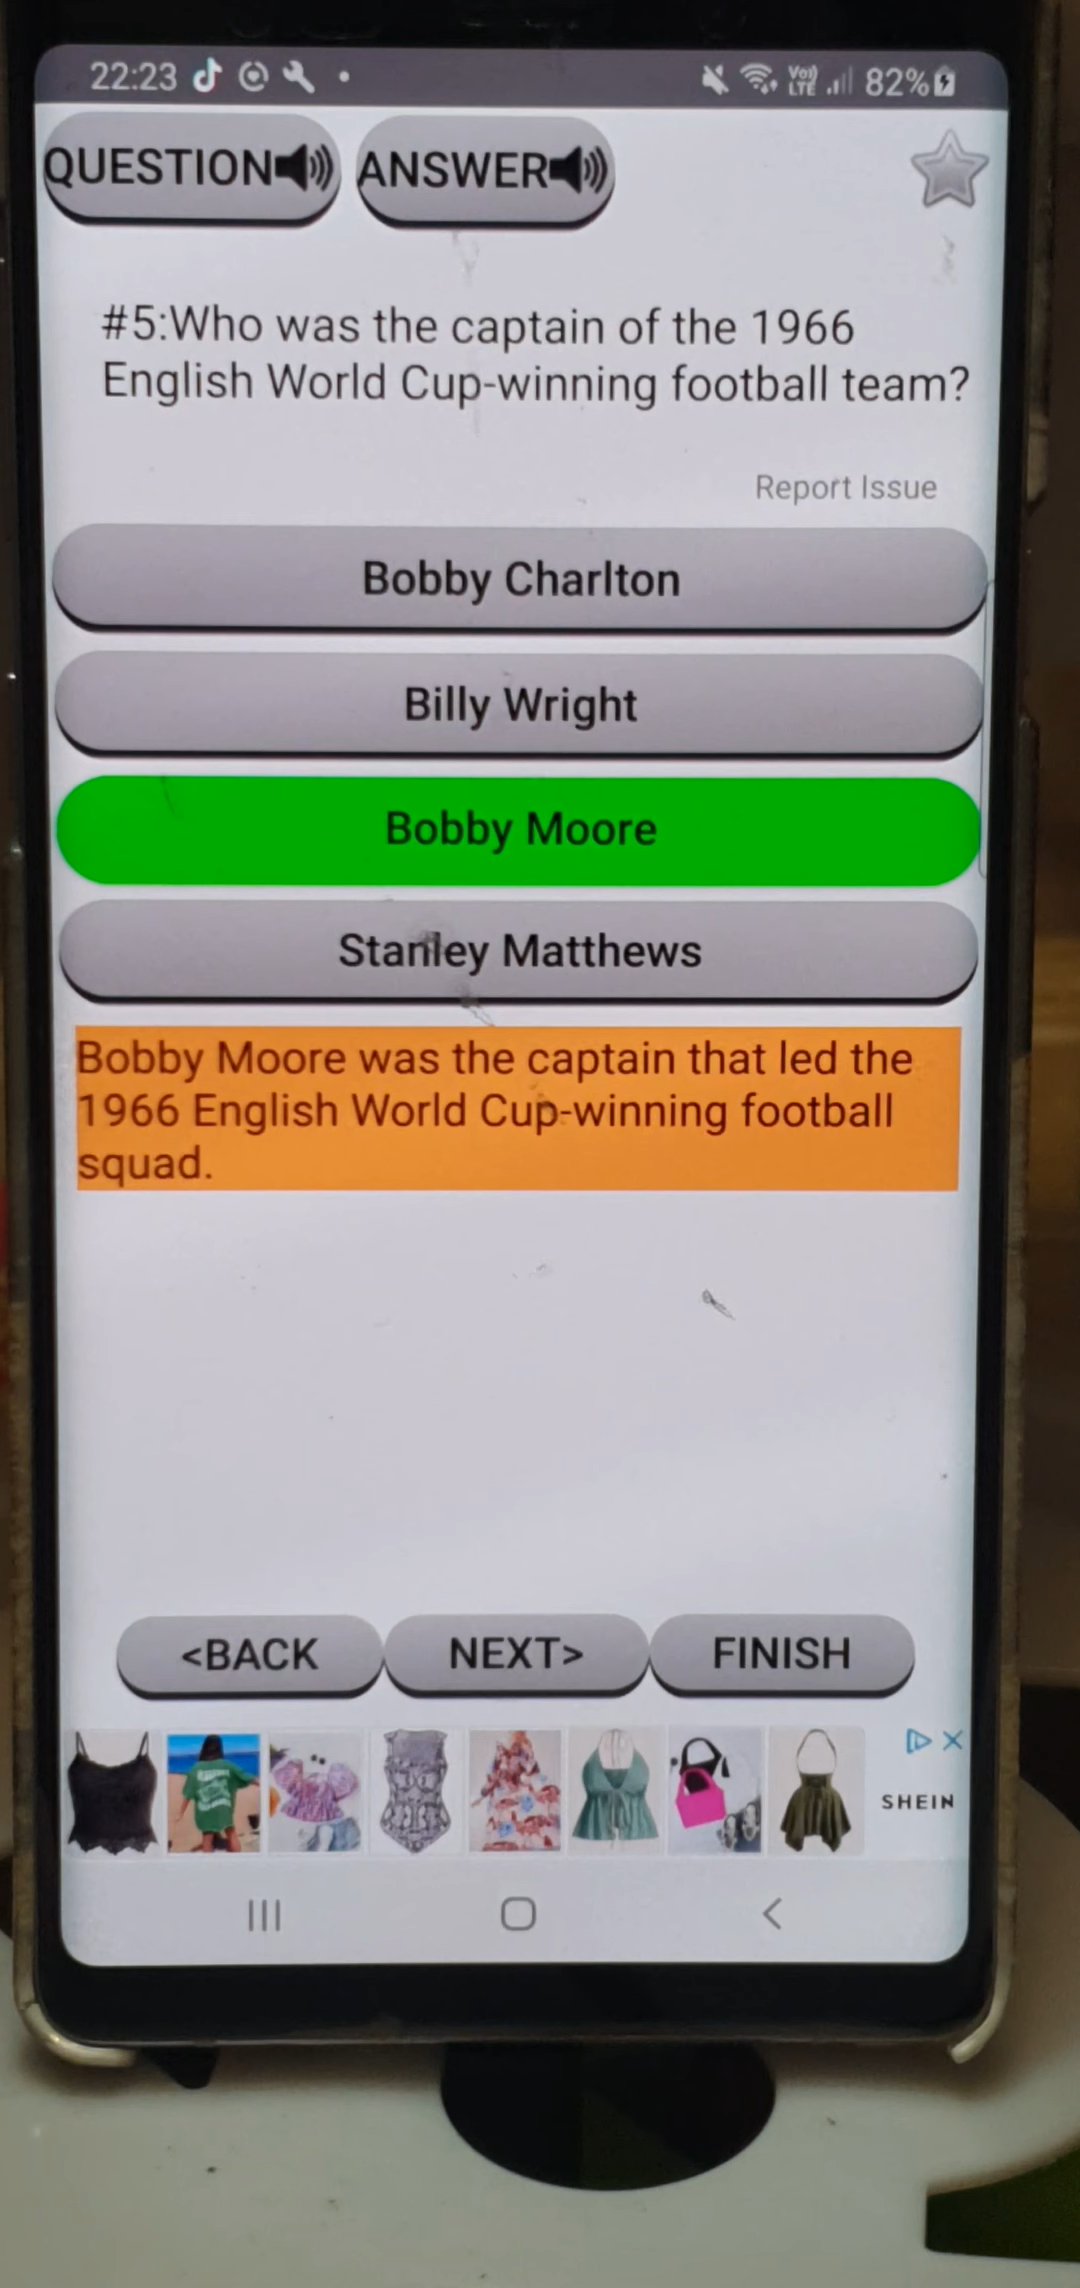 22:23
Vo))
LTE
82%
QUESTION
ANSWER
#5:Who was the captain of the 1966
English World Cup-winning football team?
Report Issue
Bobby Charlton
Billy Wright
Bobby Moore
Stanley Matthews
Bobby Moore was the captain that led the
1966 English World Cup-winning football
squad.
<BACK
NEXT>
FINISH
SHEIN